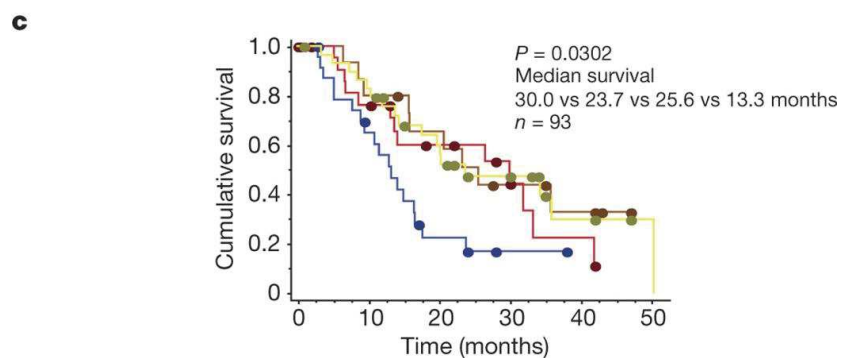 c
P = 0.0302
Median survival
30.0 vs 23.7 vs 25.6 vs 13.3 months
n = 93
Cumulative survival
1.0
0.8
0.6
0.4
0.2
0
0 10 20 30 40 50
Time (months)